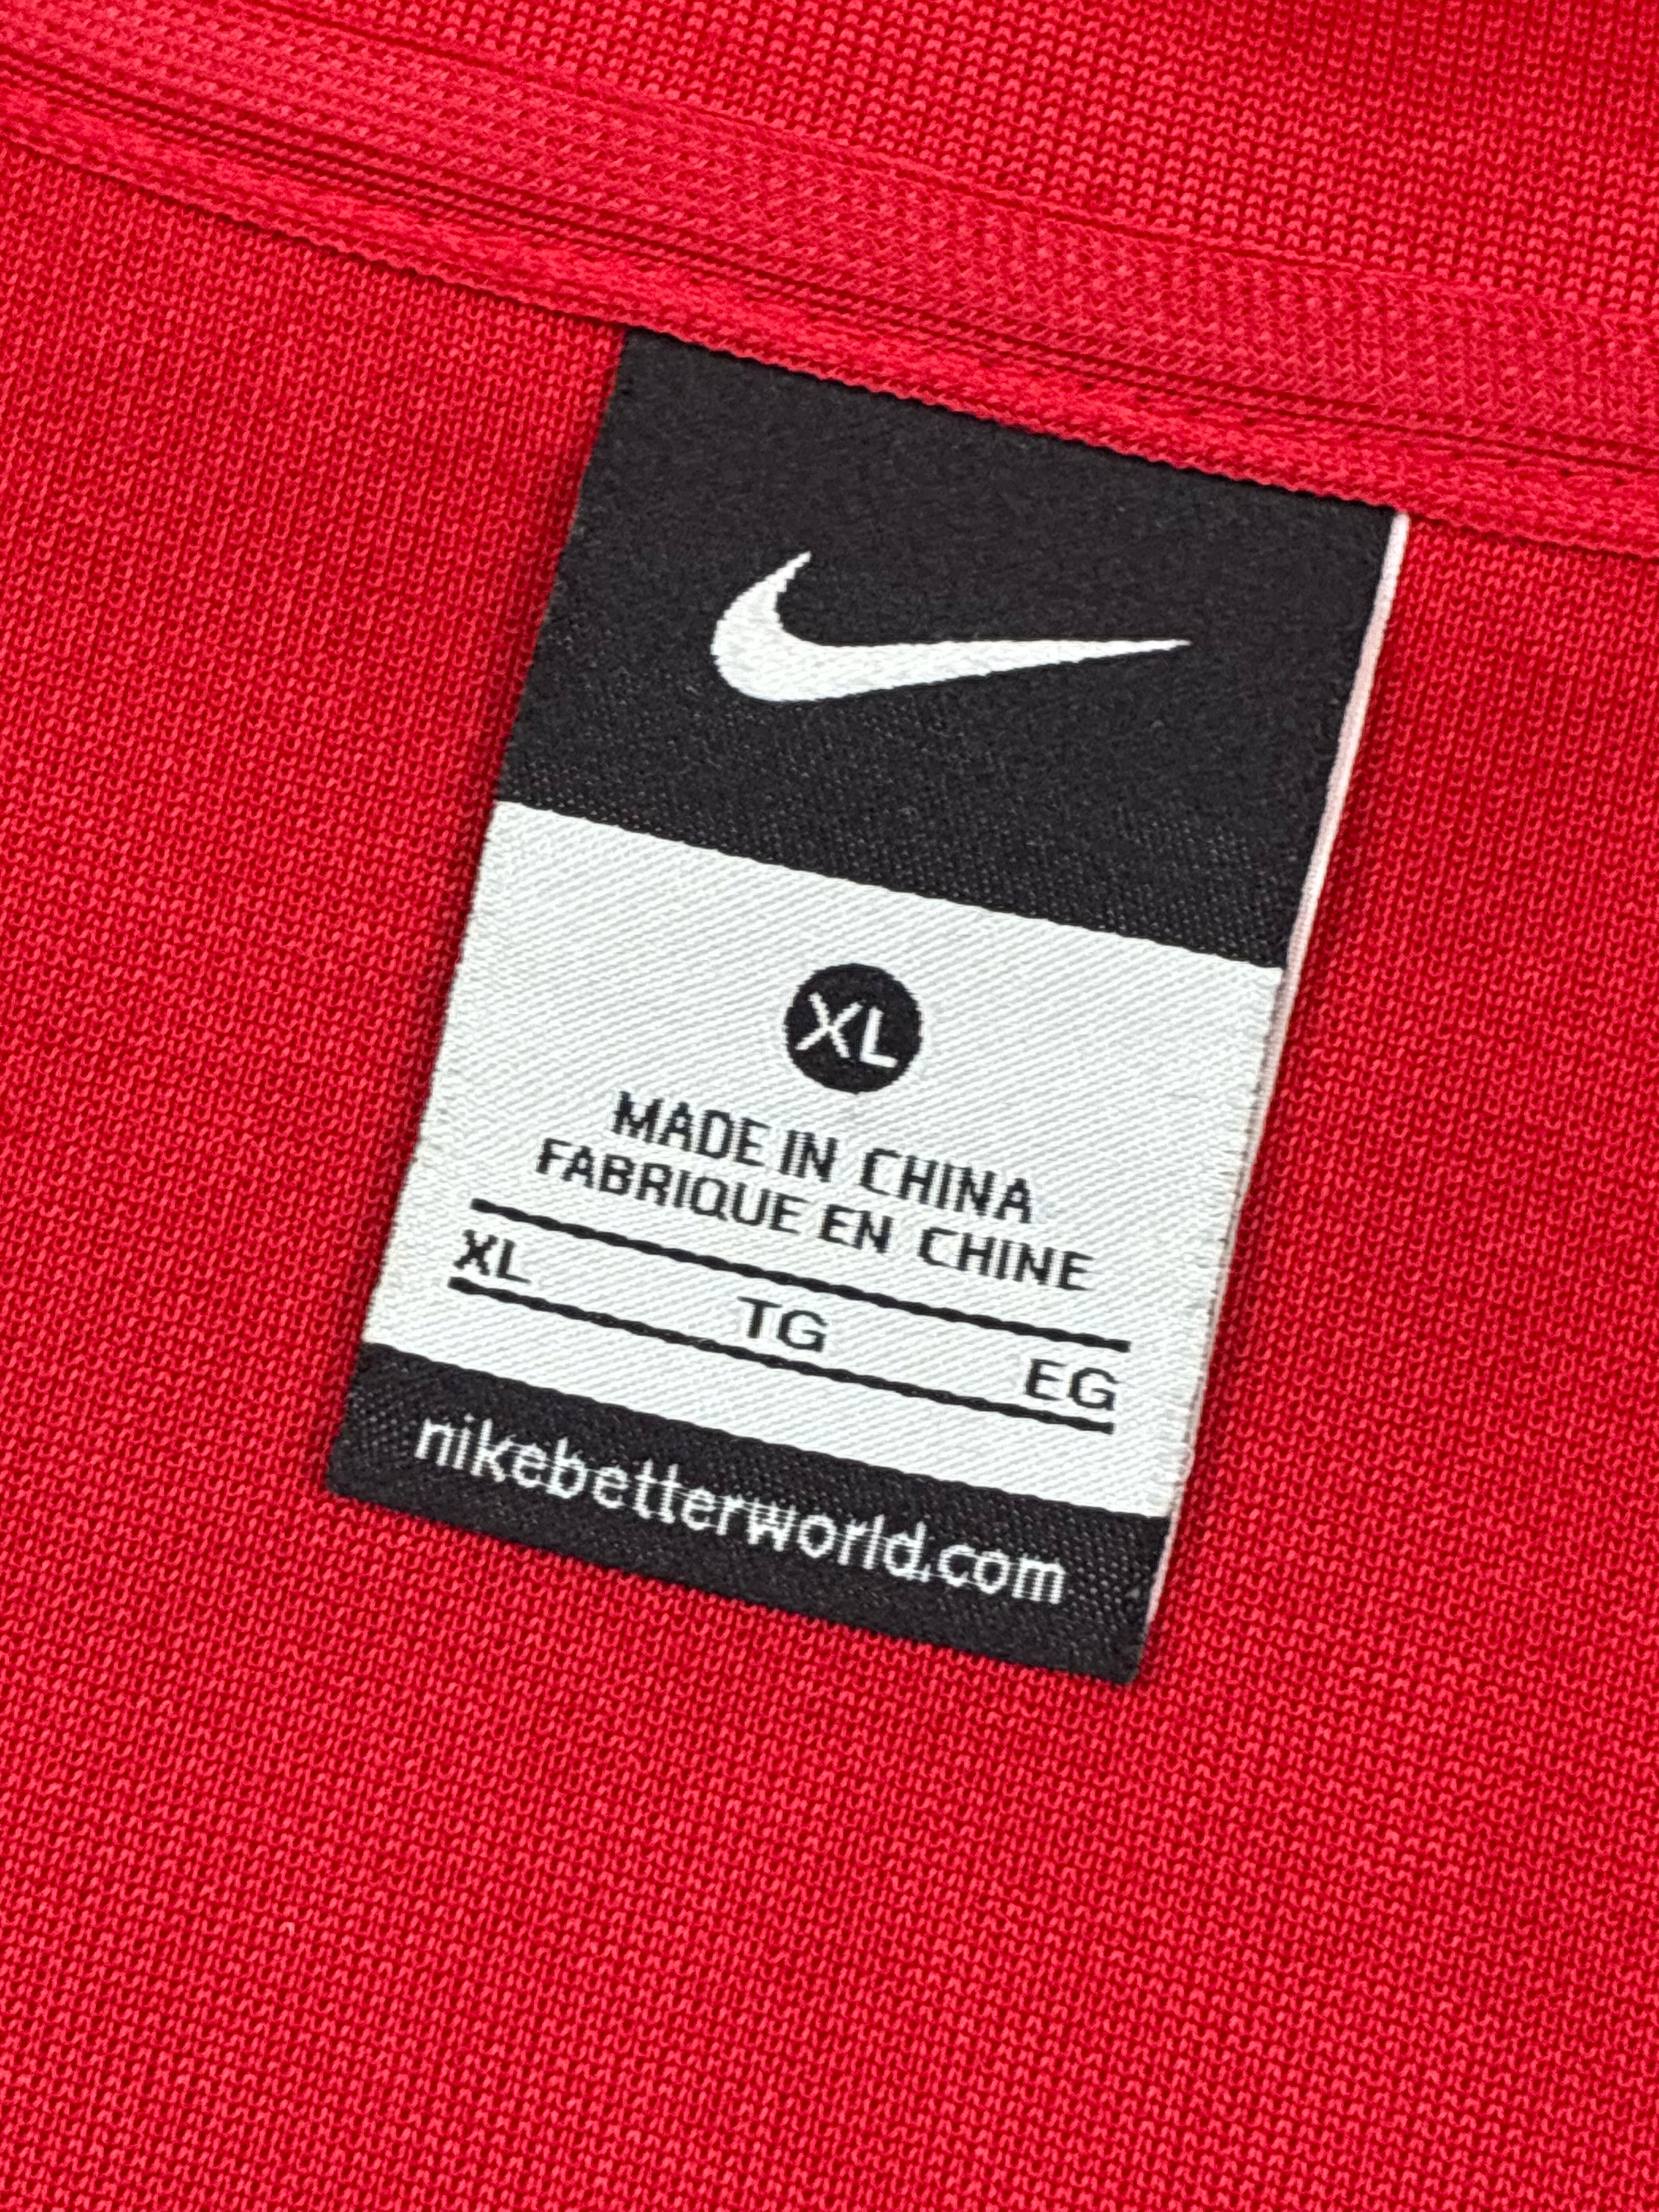 XL
MADE IN CHINA
FABRIQUE EN CHINE
XL TG EG
nikebetterworld.com